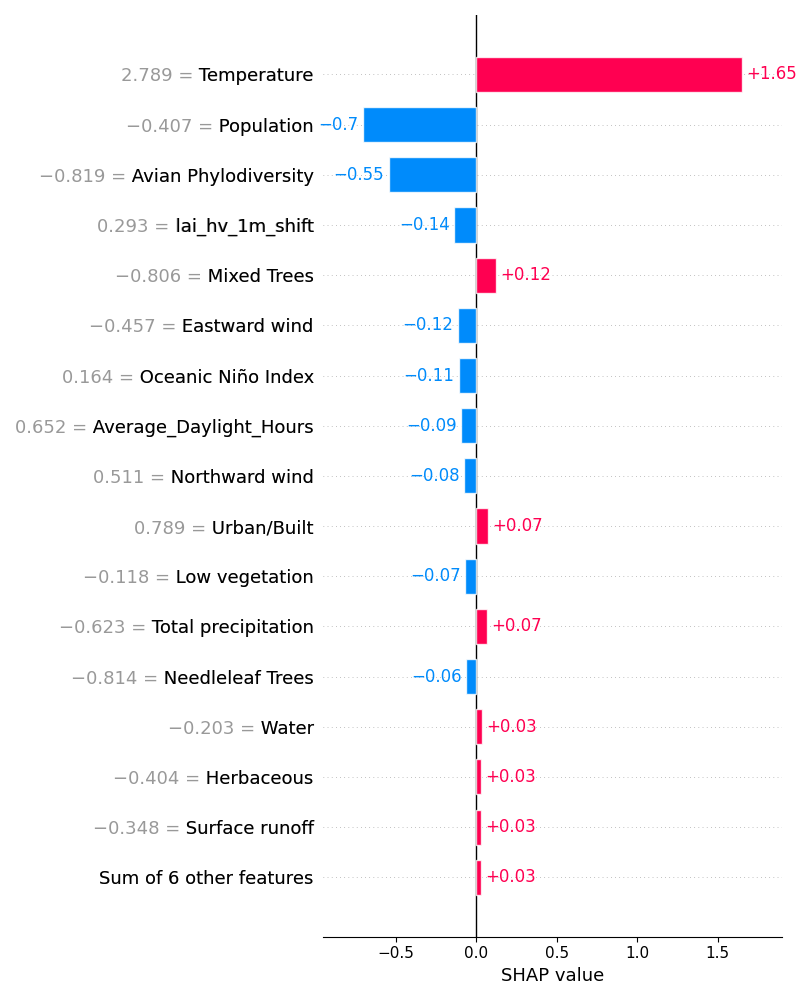 2.789 = Temperature +1.65
−0.407 = Population −0.7
−0.819 = Avian Phylodiversity −0.55
0.293 = lai_hv_1m_shift −0.14
−0.806 = Mixed Trees +0.12
−0.457 = Eastward wind −0.12
0.164 = Oceanic Niño Index −0.11
0.652 = Average_Daylight_Hours −0.09
0.511 = Northward wind −0.08
0.789 = Urban/Built +0.07
−0.118 = Low vegetation −0.07
−0.623 = Total precipitation +0.07
−0.814 = Needleleaf Trees −0.06
−0.203 = Water +0.03
−0.404 = Herbaceous +0.03
−0.348 = Surface runoff +0.03
Sum of 6 other features +0.03
−0.5 0.0 0.5 1.0 1.5
SHAP value